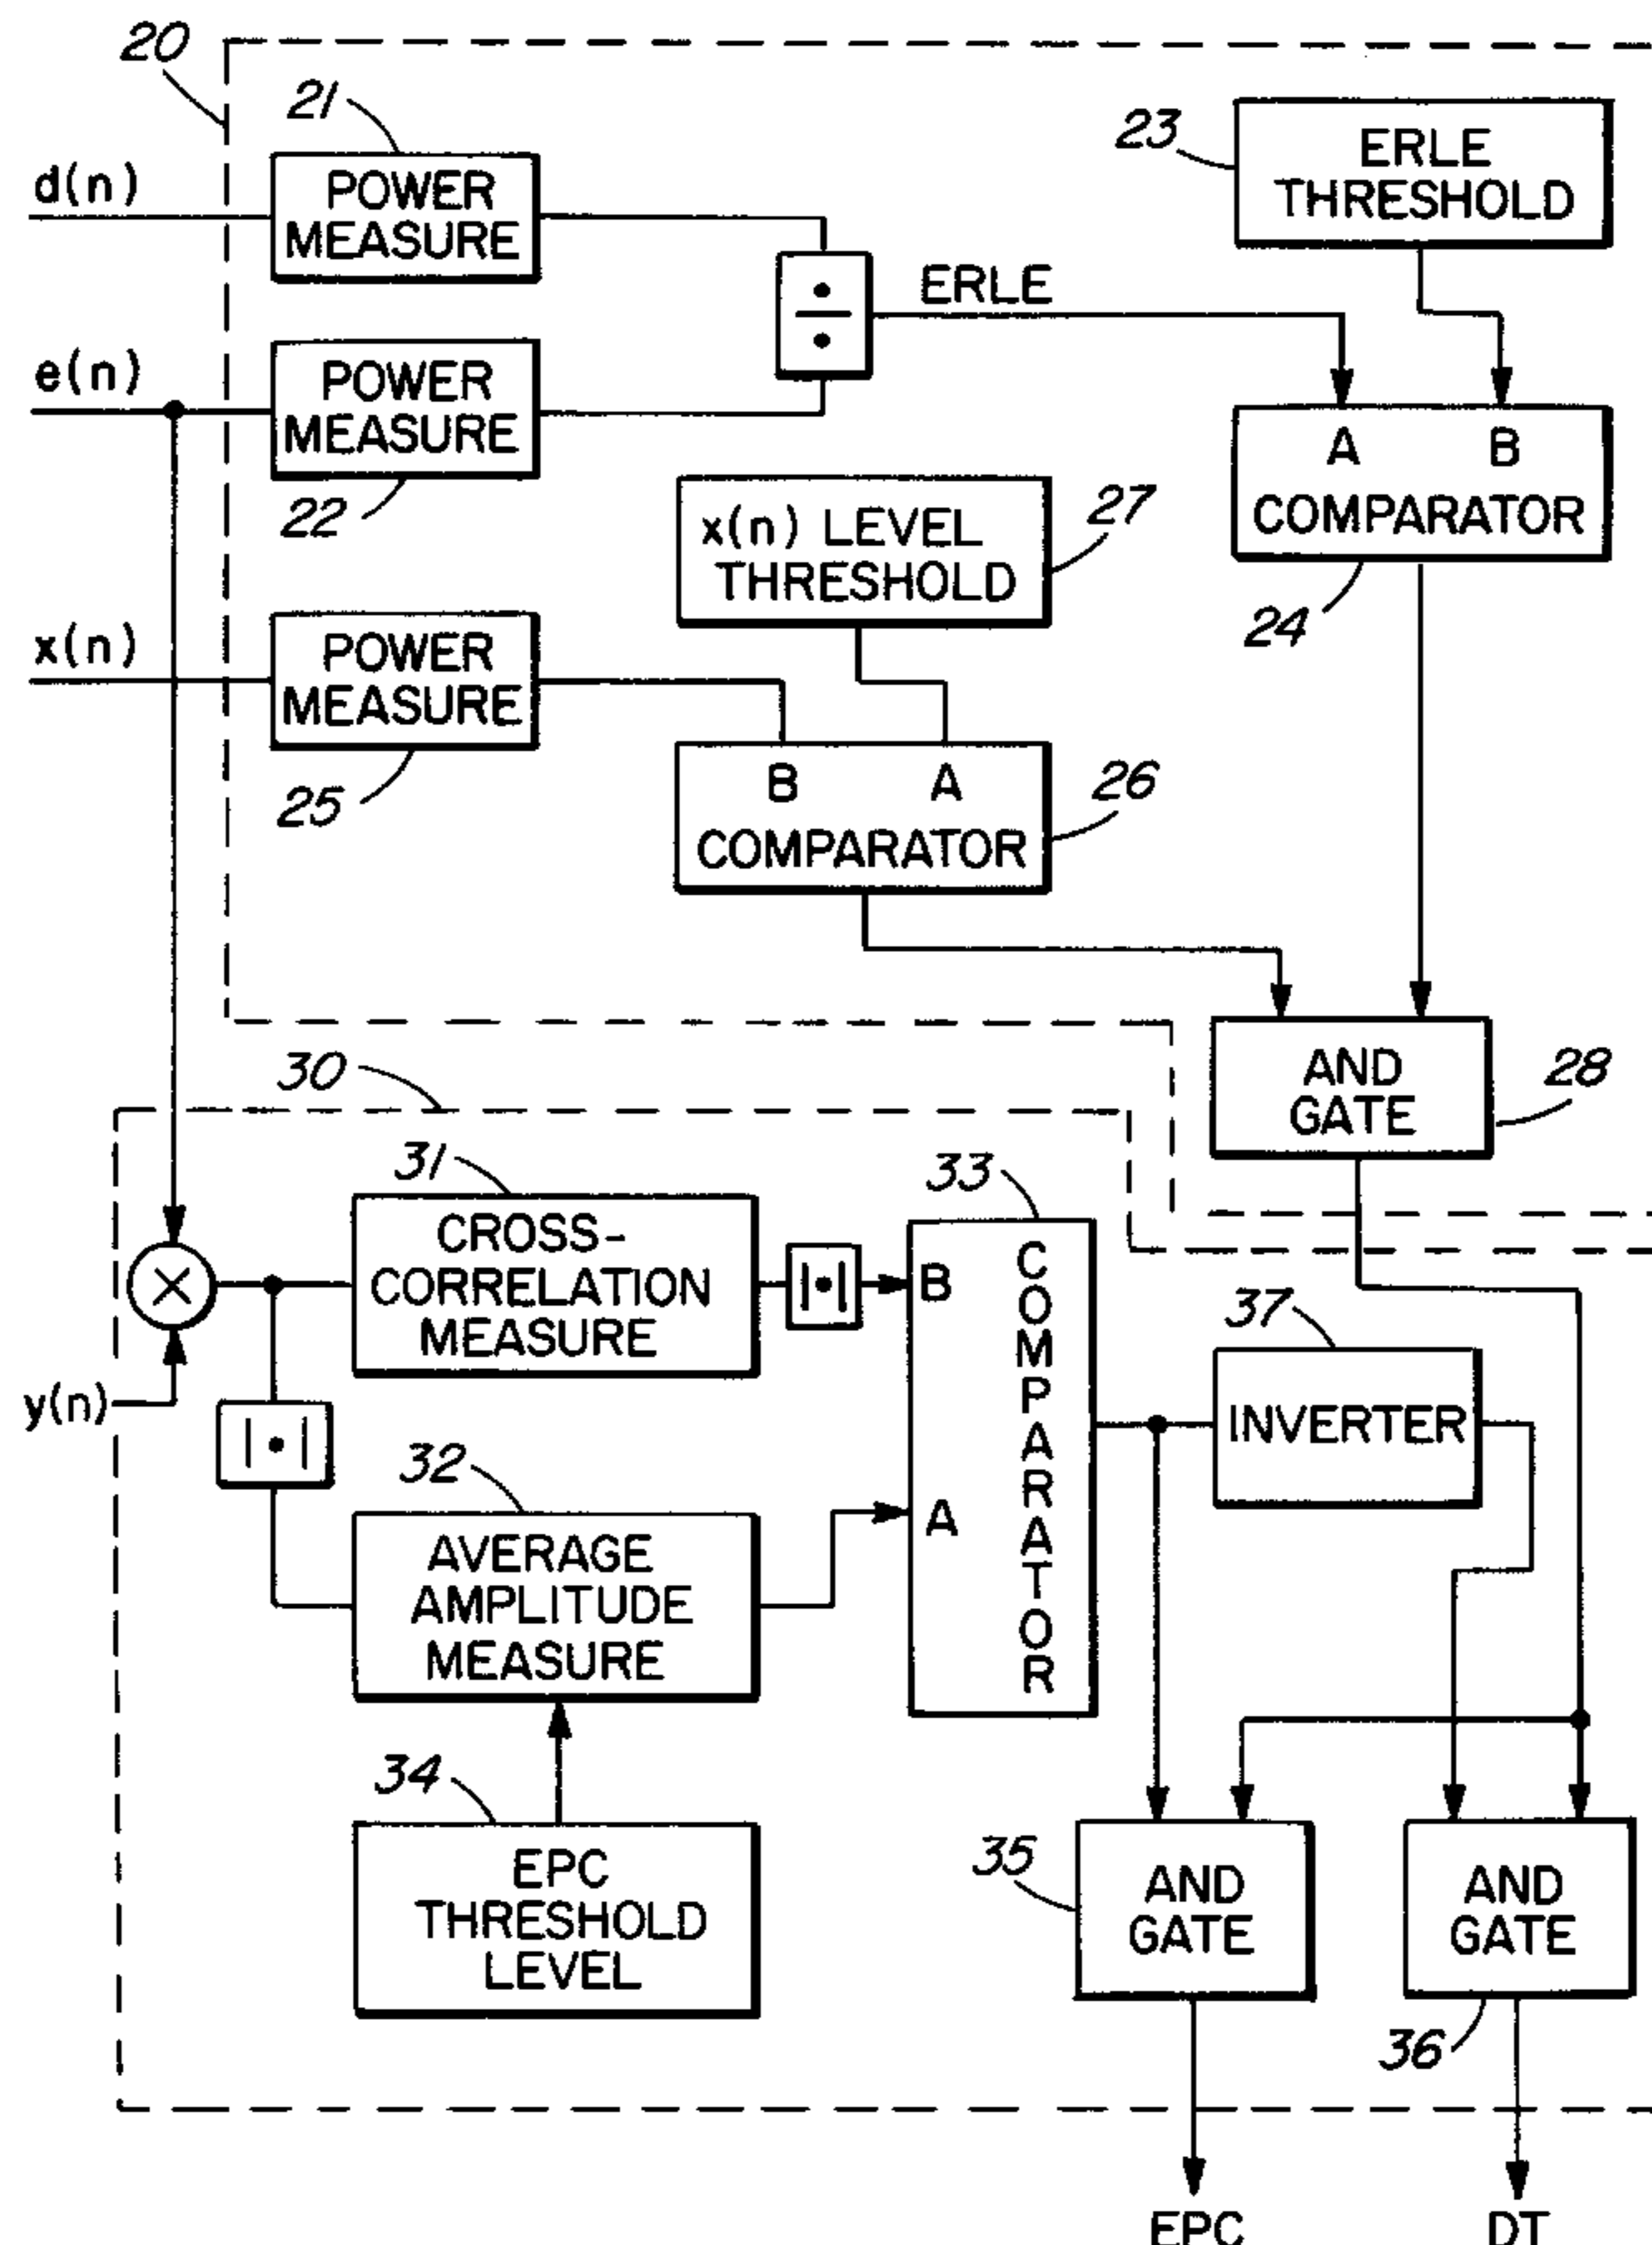 20
21
d(n)
POWER
MEASURE
23
ERLE
THRESHOLD
ERLE
e(n)
POWER
MEASURE
22
A B
COMPARATOR
24
x(n) LEVEL
THRESHOLD
27
x(n)
POWER
MEASURE
25
B A
COMPARATOR
26
AND
GATE
28
30
31
CROSS-
CORRELATION
MEASURE
|•|
33
B
A
COMPARATOR
37
INVERTER
y(n)
|•|
32
AVERAGE
AMPLITUDE
MEASURE
34
EPC
THRESHOLD
LEVEL
35
AND
GATE
AND
GATE
36
EPC
DT